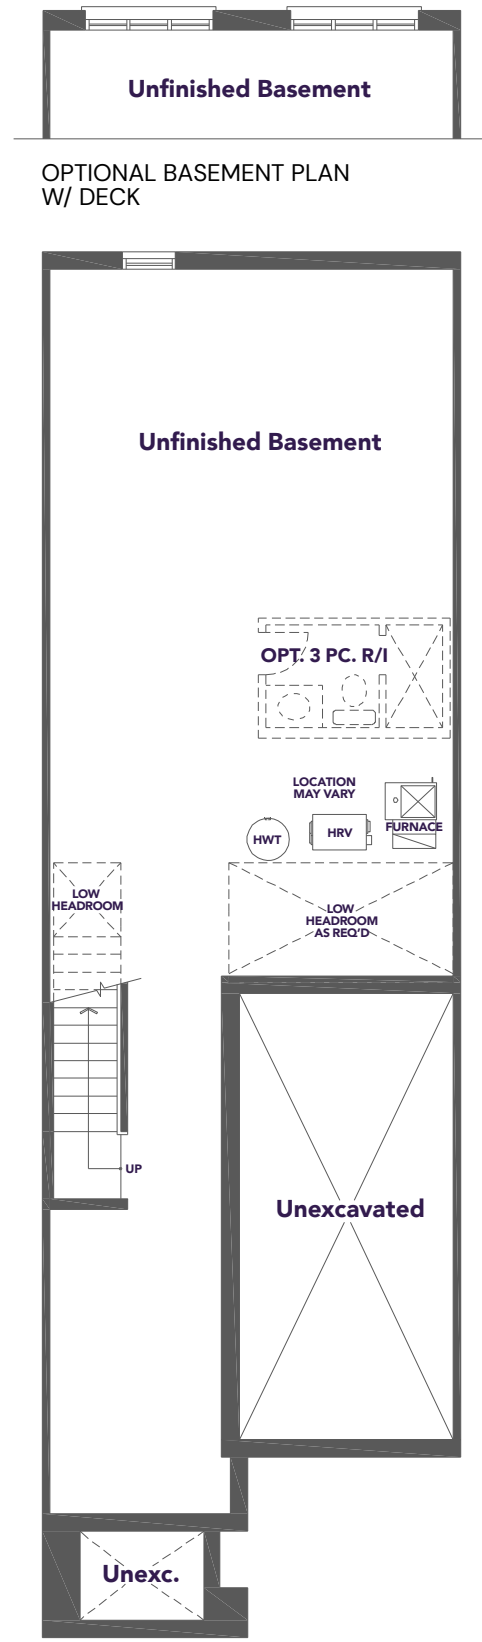 Unfinished Basement
OPTIONAL BASEMENT PLAN
W/ DECK
Unfinished Basement
OPT. 3 PC. R/I
LOCATION
MAY VARY
FURNACE
HRV
HWT
LOW
HEADROOM
LOW
HEADROOM
AS REQ'D
UP
Unexcavated
Unexc.